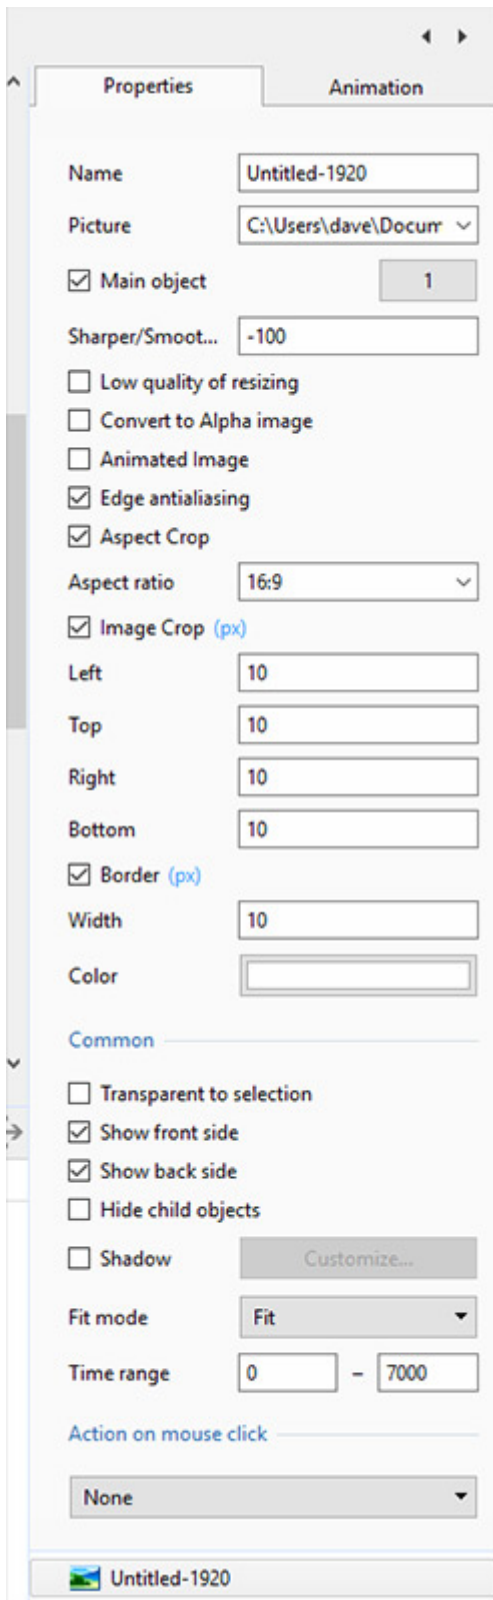 Properties Animation
Name Untitled-1920
Picture C:\Users\dave\Docum
Main object 1
Sharper/Smoot... -100
Low quality of resizing
Convert to Alpha image
Animated Image
Edge antialiasing
Aspect Crop
Aspect ratio 16:9
Image Crop (px)
Left 10
Top 10
Right 10
Bottom 10
Border (px)
Width 10
Color
Common
Transparent to selection
Show front side
Show back side
Hide child objects
Shadow Customize...
Fit mode Fit
Time range 0 – 7000
Action on mouse click
None
Untitled-1920